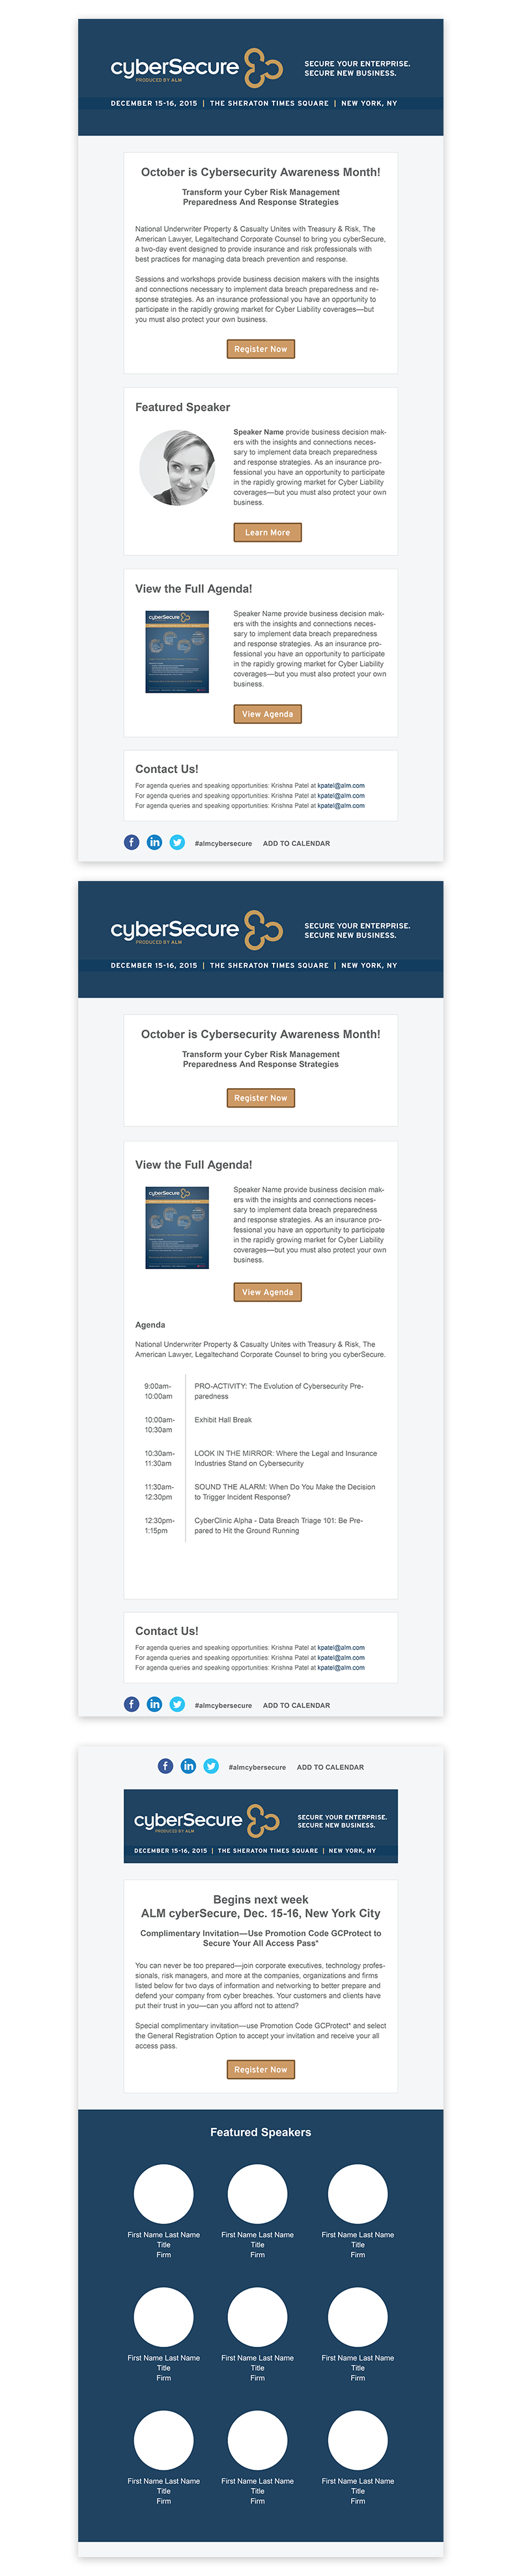 cyberSecure
PRODUCED BY ALM
SECURE YOUR ENTERPRISE.
SECURE NEW BUSINESS.
DECEMBER 15-16, 2015 | THE SHERATON TIMES SQUARE | NEW YORK, NY
October is Cybersecurity Awareness Month!
Transform your Cyber Risk Management
Preparedness And Response Strategies
National Underwriter Property & Casualty Unites with Treasury & Risk, The
American Lawyer, Legaltechand Corporate Counsel to bring you cyberSecure,
a two-day event designed to provide insurance and risk professionals with
best practices for managing data breach prevention and response.
Sessions and workshops provide business decision makers with the insights
and connections necessary to implement data breach preparedness and re-
sponse strategies. As an insurance professional you have an opportunity to
participate in the rapidly growing market for Cyber Liability coverages—but
you must also protect your own business.
Register Now
Featured Speaker
Speaker Name provide business decision mak-
ers with the insights and connections neces-
sary to implement data breach preparedness
and response strategies. As an insurance pro-
fessional you have an opportunity to participate
in the rapidly growing market for Cyber Liability
coverages—but you must also protect your own
business.
Learn More
View the Full Agenda!
cyberSecure
Speaker Name provide business decision mak-
ers with the insights and connections neces-
sary to implement data breach preparedness
and response strategies. As an insurance pro-
fessional you have an opportunity to participate
in the rapidly growing market for Cyber Liability
coverages—but you must also protect your own
business.
View Agenda
Contact Us!
For agenda queries and speaking opportunities: Krishna Patel at kpatel@alm.com
For agenda queries and speaking opportunities: Krishna Patel at kpatel@alm.com
For agenda queries and speaking opportunities: Krishna Patel at kpatel@alm.com
#almcybersecure ADD TO CALENDAR
cyberSecure
PRODUCED BY ALM
SECURE YOUR ENTERPRISE.
SECURE NEW BUSINESS.
DECEMBER 15-16, 2015 | THE SHERATON TIMES SQUARE | NEW YORK, NY
October is Cybersecurity Awareness Month!
Transform your Cyber Risk Management
Preparedness And Response Strategies
Register Now
View the Full Agenda!
cyberSecure
Speaker Name provide business decision mak-
ers with the insights and connections neces-
sary to implement data breach preparedness
and response strategies. As an insurance pro-
fessional you have an opportunity to participate
in the rapidly growing market for Cyber Liability
coverages—but you must also protect your own
business.
View Agenda
Agenda
National Underwriter Property & Casualty Unites with Treasury & Risk, The
American Lawyer, Legaltechand Corporate Counsel to bring you cyberSecure.
9:00am- PRO-ACTIVITY: The Evolution of Cybersecurity Pre-
10:00am paredness
10:00am- Exhibit Hall Break
10:30am
10:30am- LOOK IN THE MIRROR: Where the Legal and Insurance
11:30am Industries Stand on Cybersecurity
11:30am- SOUND THE ALARM: When Do You Make the Decision
12:30pm to Trigger Incident Response?
12:30pm- CyberClinic Alpha - Data Breach Triage 101: Be Pre-
1:15pm pared to Hit the Ground Running
Contact Us!
For agenda queries and speaking opportunities: Krishna Patel at kpatel@alm.com
For agenda queries and speaking opportunities: Krishna Patel at kpatel@alm.com
For agenda queries and speaking opportunities: Krishna Patel at kpatel@alm.com
#almcybersecure ADD TO CALENDAR
#almcybersecure ADD TO CALENDAR
cyberSecure
PRODUCED BY ALM
SECURE YOUR ENTERPRISE.
SECURE NEW BUSINESS.
DECEMBER 15-16, 2015 | THE SHERATON TIMES SQUARE | NEW YORK, NY
Begins next week
ALM cyberSecure, Dec. 15-16, New York City
Complimentary Invitation—Use Promotion Code GCProtect to
Secure Your All Access Pass*
You can never be too prepared—join corporate executives, technology profes-
sionals, risk managers, and more at the companies, organizations and firms
listed below for two days of information and networking to better prepare and
defend your company from cyber breaches. Your customers and clients have
put their trust in you—can you afford not to attend?
Special complimentary invitation—use Promotion Code GCProtect* and select
the General Registration Option to accept your invitation and receive your all
access pass.
Register Now
Featured Speakers
First Name Last Name First Name Last Name First Name Last Name
Title Title Title
Firm Firm Firm
First Name Last Name First Name Last Name First Name Last Name
Title Title Title
Firm Firm Firm
First Name Last Name First Name Last Name First Name Last Name
Title Title Title
Firm Firm Firm